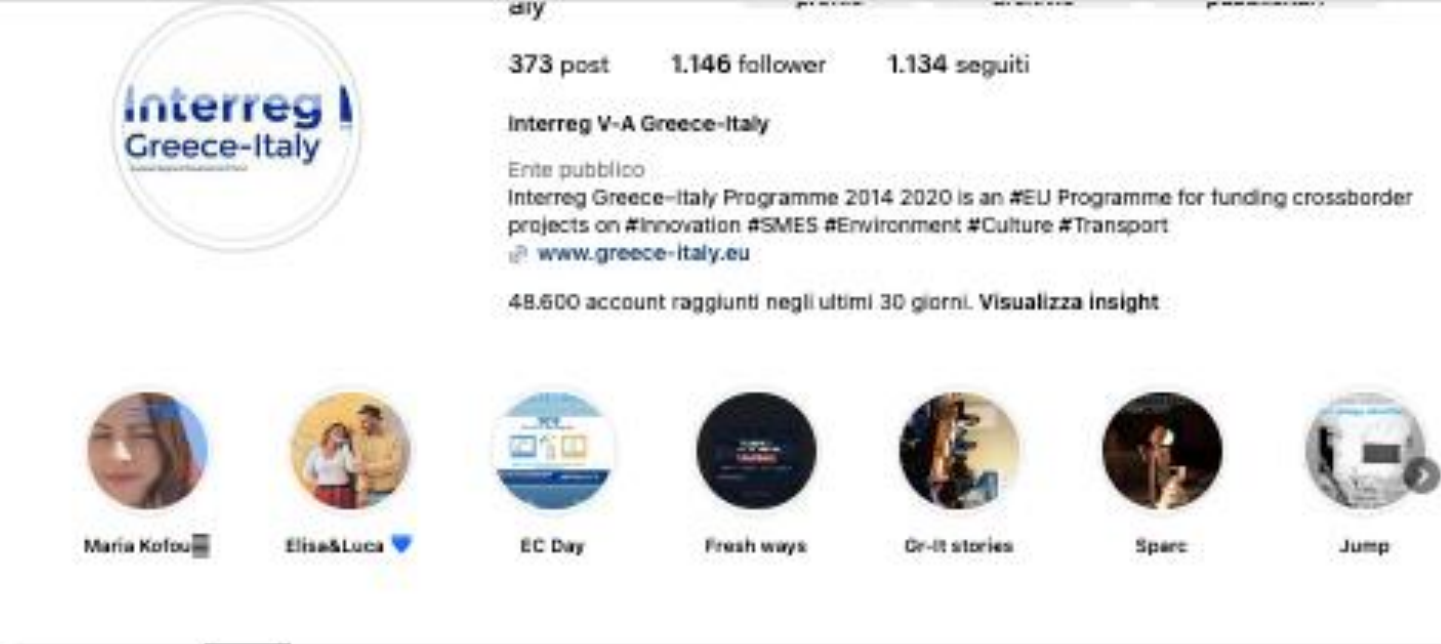 373 post 1.146 follower 1.134 seguiti
Interreg
Greece-Italy
Interreg V-A Greece-Italy
Ente pubblico
Interreg Greece-Italy Programme 2014 2020 is an #EU Programme for funding crossborder
projects on #Innovation #SMES #Environment #Culture #Transport
www.greece-italy.eu
48.600 account raggiunti negli ultimi 30 giorni. Visualizza insight
Maria Kofou Elisa&Luca 💙 EC Day Fresh ways Gr-It stories Sparc Jump